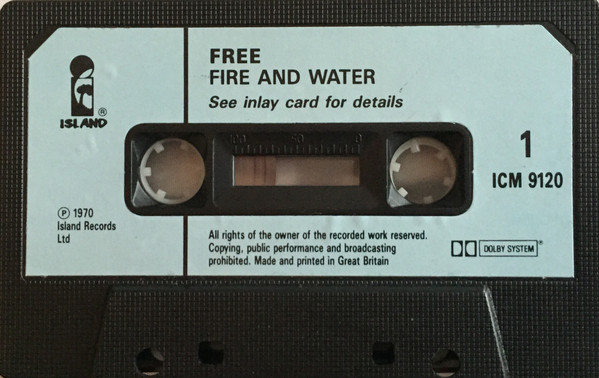 FREE
FIRE AND WATER
See inlay card for details
®
ISLAND
100 50 0
1
ICM 9120
Ⓟ 1970
Island Records
Ltd
All rights of the owner of the recorded work reserved.
Copying, public performance and broadcasting
prohibited. Made and printed in Great Britain
DOLBY SYSTEM®